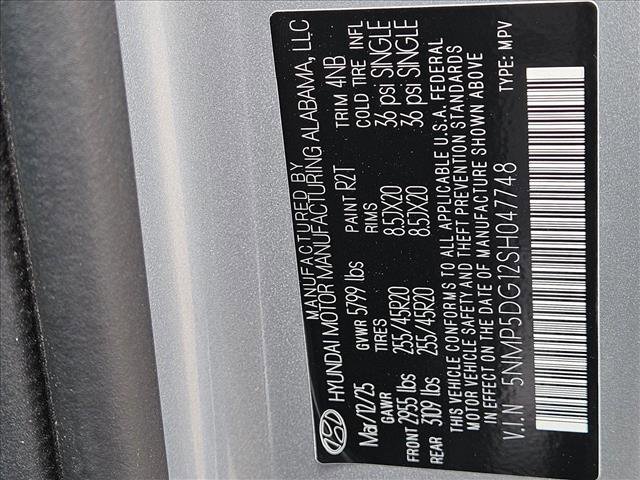 MANUFACTURED BY
HYUNDAI MOTOR MANUFACTURING ALABAMA, LLC
Mar/12/25 GVWR 5799 lbs PAINT R2T TRIM 4NB
GAWR TIRES RIMS COLD TIRE INFL
FRONT 2955 lbs 255/45R20 8.5JX20 36 psi SINGLE
REAR 3109 lbs 255/45R20 8.5JX20 36 psi SINGLE
THIS VEHICLE CONFORMS TO ALL APPLICABLE U.S.A. FEDERAL
MOTOR VEHICLE SAFETY AND THEFT PREVENTION STANDARDS
IN EFFECT ON THE DATE OF MANUFACTURE SHOWN ABOVE
V.I.N 5NMP5DG12SH047748 TYPE: MPV